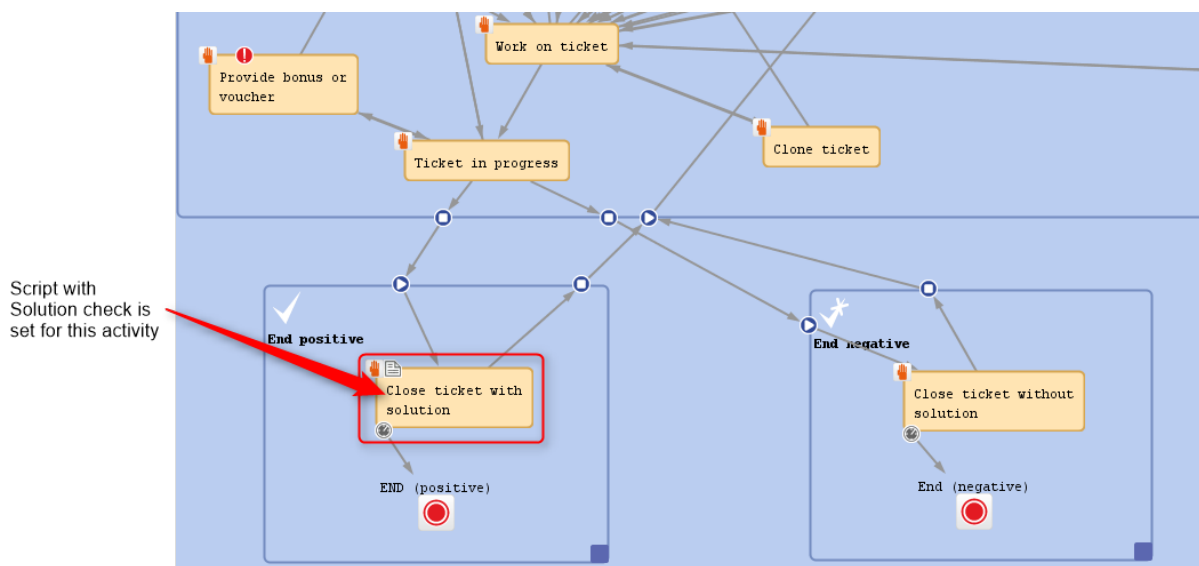 Work on ticket
Provide bonus or
voucher
Clone ticket
Ticket in progress
Script with
Solution check is
set for this activity
End positive
End negative
Close ticket with
solution
Close ticket without
solution
END (positive)
End (negative)